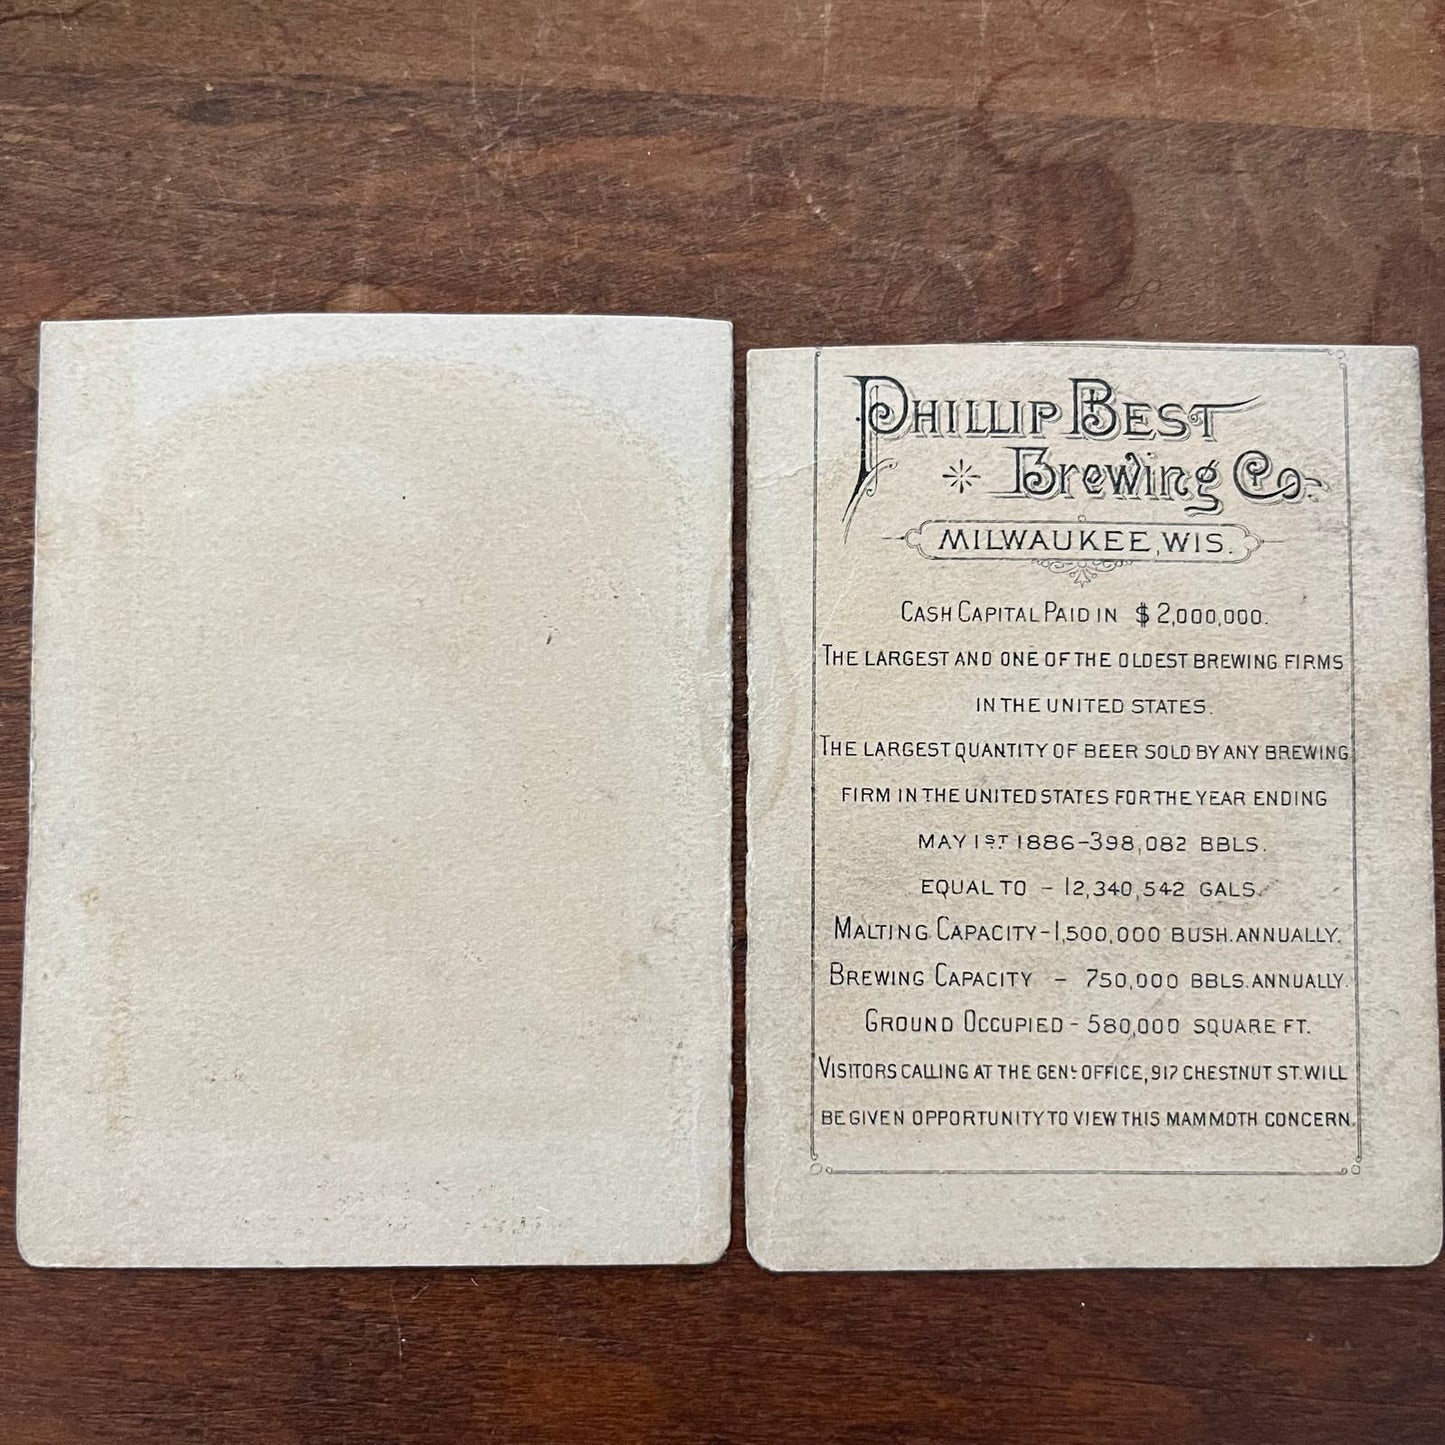 PHILLIP BEST
BREWING CO.
MILWAUKEE, WIS.
CASH CAPITAL PAID IN $2,000,000.
THE LARGEST AND ONE OF THE OLDEST BREWING FIRMS
IN THE UNITED STATES.
THE LARGEST QUANTITY OF BEER SOLD BY ANY BREWING
FIRM IN THE UNITED STATES FOR THE YEAR ENDING
MAY 1ST 1886-398,082 BBLS.
EQUAL TO - 12,340,542 GALS.
MALTING CAPACITY-1,500,000 BUSH. ANNUALLY.
BREWING CAPACITY - 750,000 BBLS. ANNUALLY.
GROUND OCCUPIED - 580,000 SQUARE FT.
VISITORS CALLING AT THE GENL OFFICE, 917 CHESTNUT ST. WILL
BE GIVEN OPPORTUNITY TO VIEW THIS MAMMOTH CONCERN.